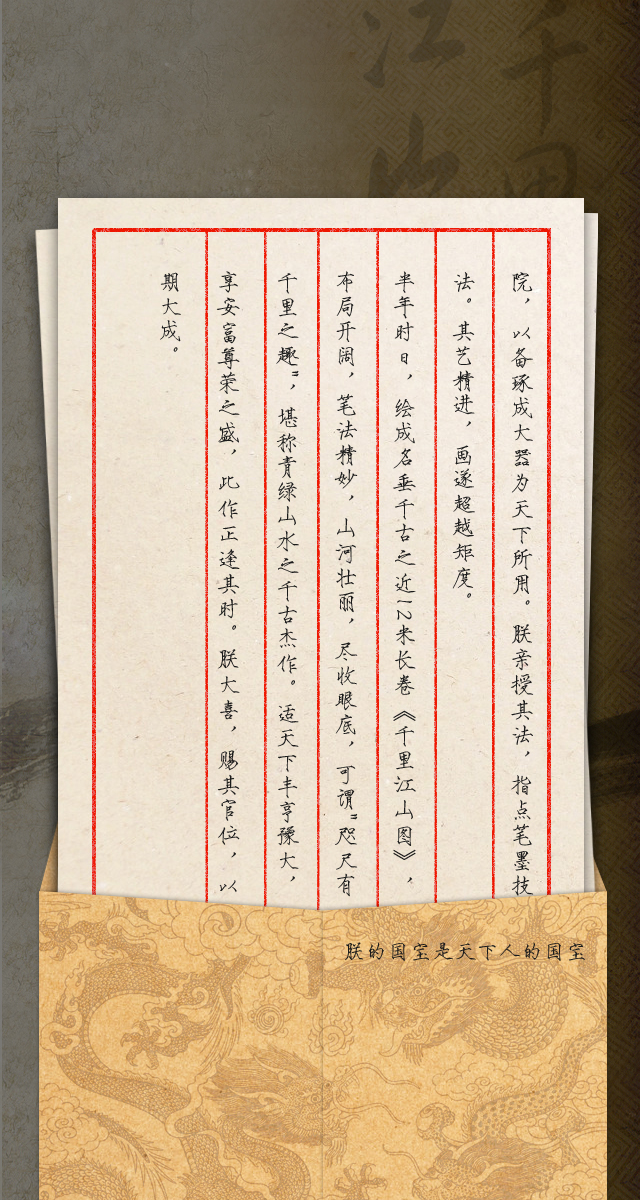 千里
江山
院，以备琢成大器为天下所用。朕亲授其法，指点笔墨技
法。其艺精进，画遂超越矩度。
半年时日，绘成名垂千古之近12米长卷《千里江山图》，
布局开阔，笔法精妙，山河壮丽，尽收眼底，可谓"咫尺有
千里之趣"，堪称青绿山水之千古杰作。适天下丰亨豫大，
享安富尊荣之盛，此作正逢其时。朕大喜，赐其官位，以
期大成。
朕的国宝是天下人的国宝